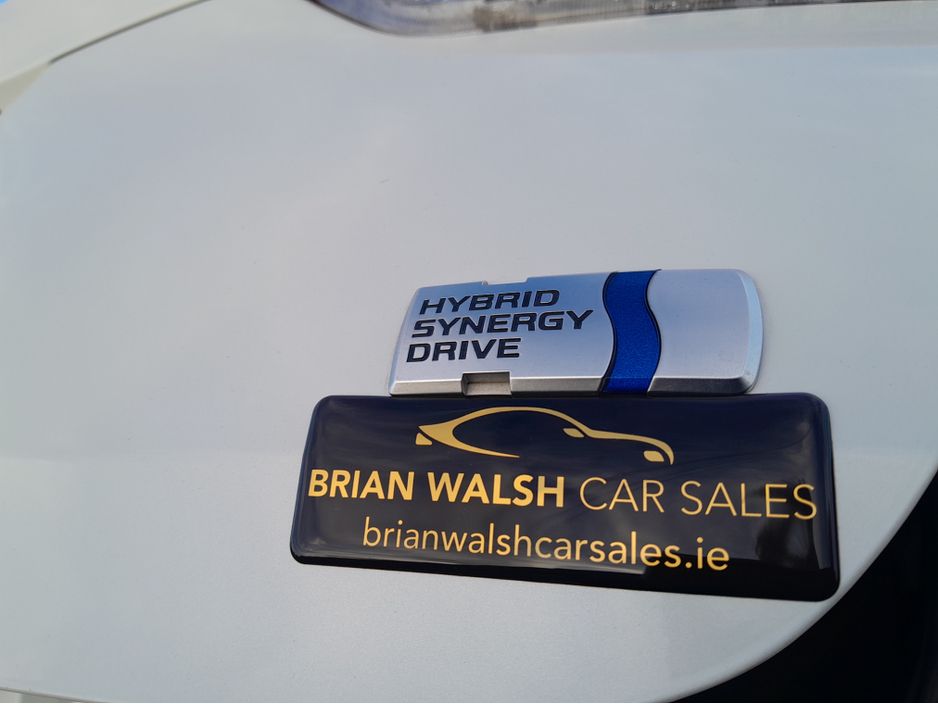 HYBRID
SYNERGY
DRIVE
BRIAN WALSH CAR SALES
brianwalshcarsales.ie